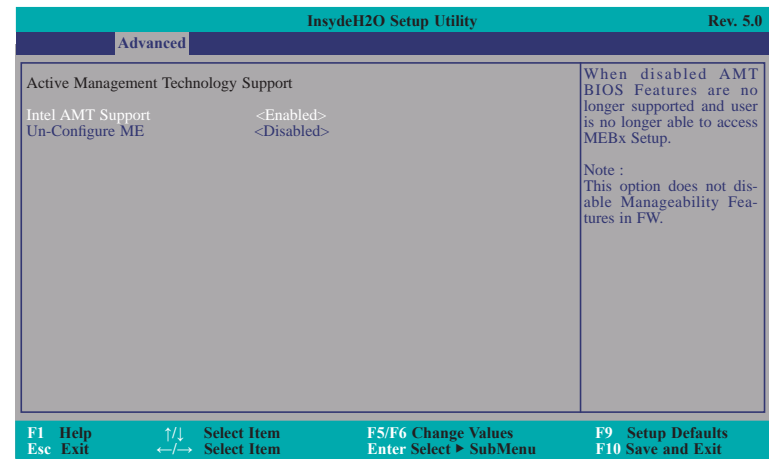 InsydeH2O Setup Utility Rev. 5.0
Advanced
Active Management Technology Support
Intel AMT Support <Enabled>
Un-Configure ME <Disabled>
When disabled AMT
BIOS Features are no
longer supported and user
is no longer able to access
MEBx Setup.
Note :
This option does not dis-
able Manageability Fea-
tures in FW.
F1 Help ↑/↓ Select Item F5/F6 Change Values F9 Setup Defaults
Esc Exit ←/→ Select Item Enter Select ▶ SubMenu F10 Save and Exit